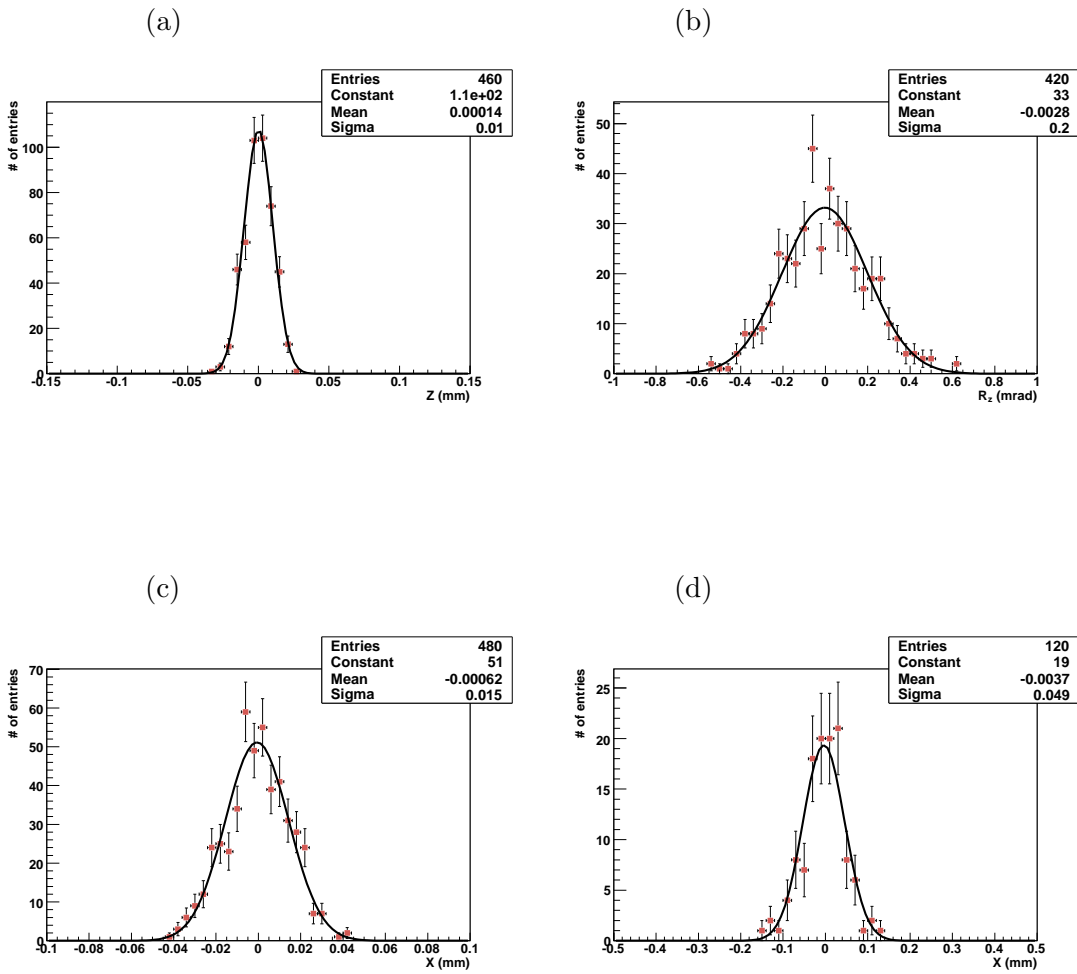 (a)
Entries 460
Constant 1.1e+02
Mean 0.00014
Sigma 0.01
# of entries
100
80
60
40
20
0
-0.15 -0.1 -0.05 0 0.05 0.1 0.15
Z (mm)
(b)
Entries 420
Constant 33
Mean -0.0028
Sigma 0.2
# of entries
50
40
30
20
10
0
-1 -0.8 -0.6 -0.4 -0.2 0 0.2 0.4 0.6 0.8 1
Rz (mrad)
(c)
Entries 480
Constant 51
Mean -0.00062
Sigma 0.015
# of entries
70
60
50
40
30
20
10
0
-0.1 -0.08 -0.06 -0.04 -0.02 0 0.02 0.04 0.06 0.08 0.1
X (mm)
(d)
Entries 120
Constant 19
Mean -0.0037
Sigma 0.049
# of entries
25
20
15
10
5
0
-0.5 -0.4 -0.3 -0.2 -0.1 0 0.1 0.2 0.3 0.4 0.5
X (mm)